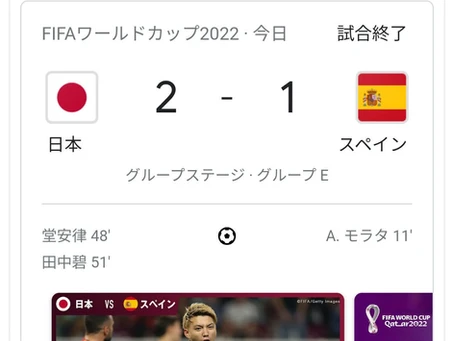 FIFAワールドカップ2022 · 今日 試合終了
2 - 1
日本 スペイン
グループステージ · グループ E
堂安律 48' A. モラタ 11'
田中碧 51'
日本 VS スペイン ©FIFA/Getty Images
FIFA WORLD CUP
Qatar2022